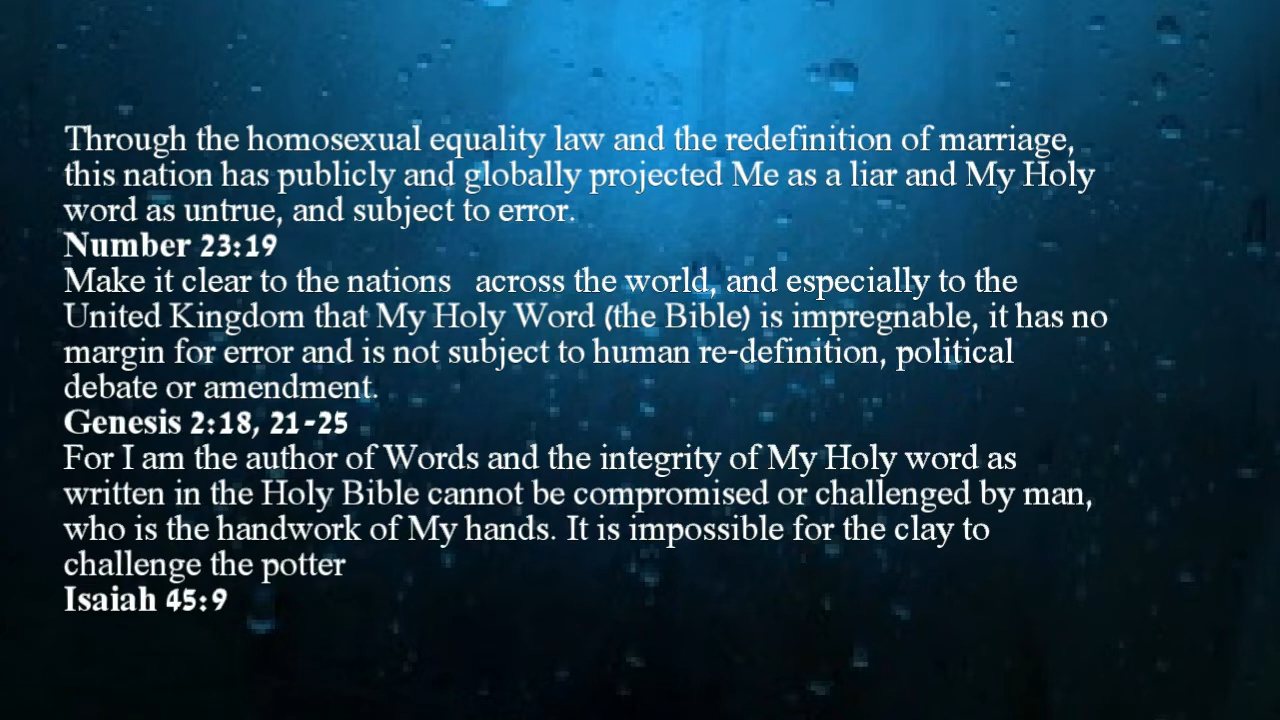 Through the homosexual equality law and the redefinition of marriage,
this nation has publicly and globally projected Me as a liar and My Holy
word as untrue, and subject to error.
Number 23:19
Make it clear to the nations  across the world, and especially to the
United Kingdom that My Holy Word (the Bible) is impregnable, it has no
margin for error and is not subject to human re-definition, political
debate or amendment.
Genesis 2:18, 21-25
For I am the author of Words and the integrity of My Holy word as
written in the Holy Bible cannot be compromised or challenged by man,
who is the handwork of My hands. It is impossible for the clay to
challenge the potter
Isaiah 45:9